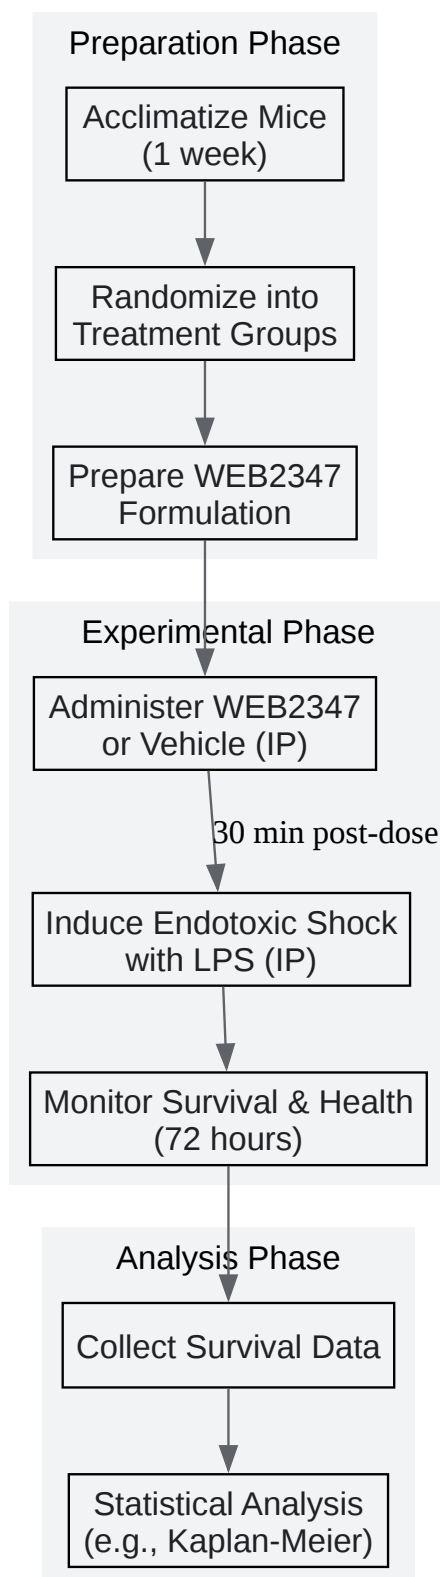 Preparation Phase
Acclimatize Mice
(1 week)
Randomize into
Treatment Groups
Prepare WEB2347
Formulation
Experimental Phase
Administer WEB2347
or Vehicle (IP)
30 min post-dose
Induce Endotoxic Shock
with LPS (IP)
Monitor Survival & Health
(72 hours)
Analysis Phase
Collect Survival Data
Statistical Analysis
(e.g., Kaplan-Meier)